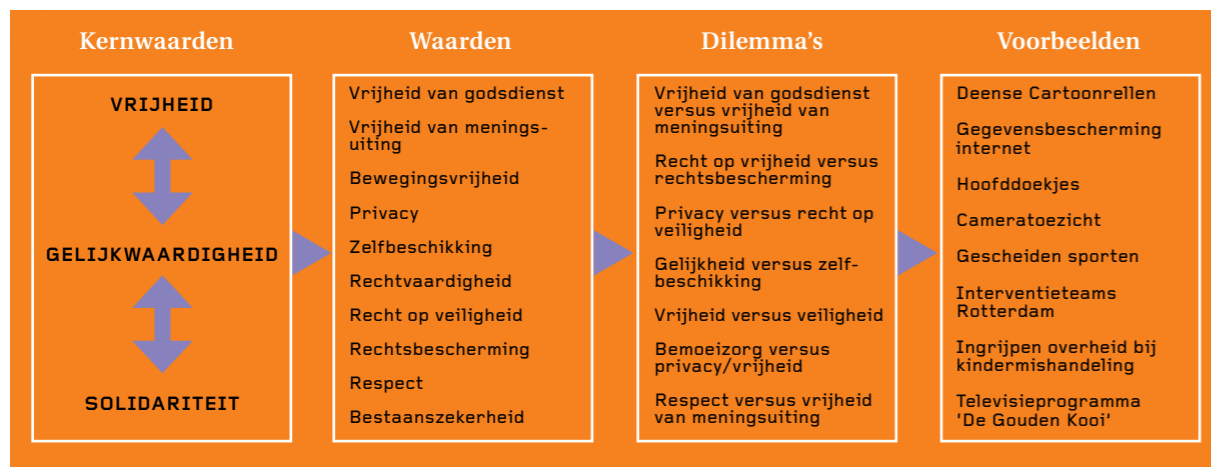 Kernwaarden
VRIJHEID
GELIJKWAARDIGHEID
SOLIDARITEIT
Waarden
Vrijheid van godsdienst
Vrijheid van menings-
uiting
Bewegingsvrijheid
Privacy
Zelfbeschikking
Rechtvaardigheid
Recht op veiligheid
Rechtsbescherming
Respect
Bestaanszekerheid
Dilemma's
Vrijheid van godsdienst
versus vrijheid van
meningsuiting
Recht op vrijheid versus
rechtsbescherming
Privacy versus recht op
veiligheid
Gelijkheid versus zelf-
beschikking
Vrijheid versus veiligheid
Bemoeizorg versus
privacy/vrijheid
Respect versus vrijheid
van meningsuiting
Voorbeelden
Deense Cartoonrellen
Gegevensbescherming
internet
Hoofddoekjes
Cameratoezicht
Gescheiden sporten
Interventieteams
Rotterdam
Ingrijpen overheid bij
kindermishandeling
Televisieprogramma
'De Gouden Kooi'